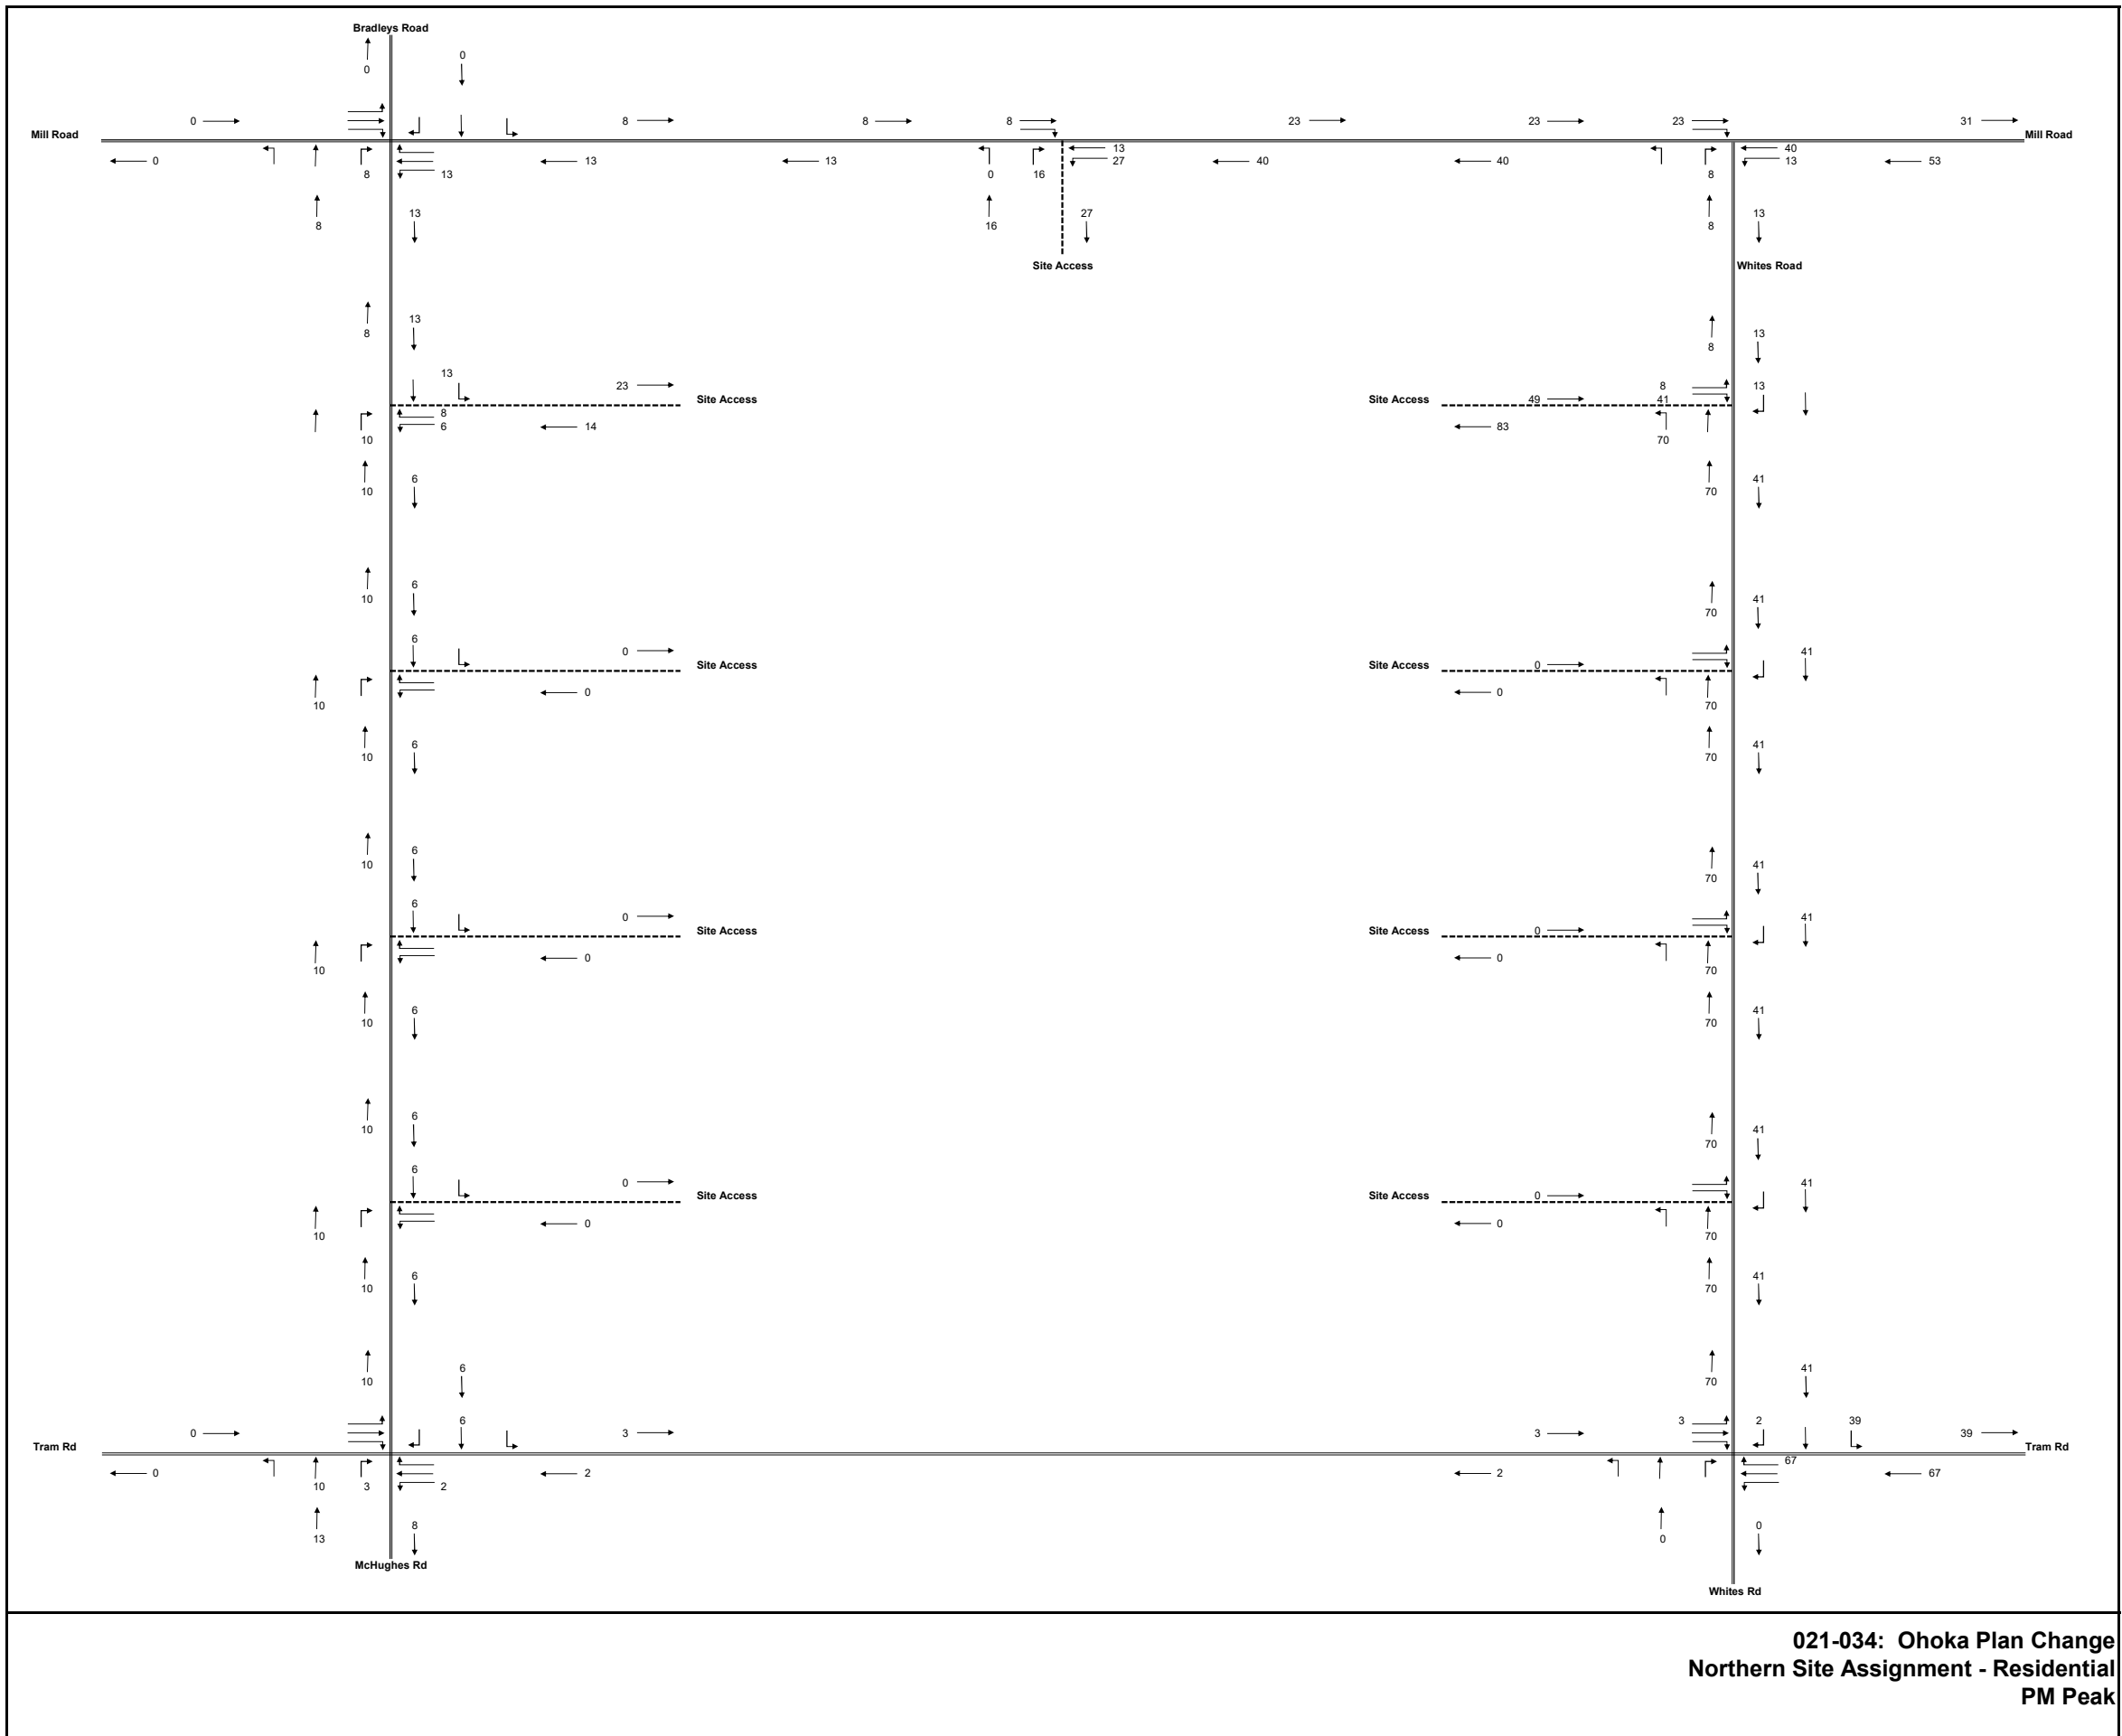 Bradleys Road
0
0
0 8 8 8 23 23 23 31
Mill Road Mill Road
0 8 13 13 13 0 16 13 27 40 40 8 40 13 53
8 13 16 27 8 13
Site Access Whites Road
8 13 8 13
13 23 8 13
Site Access Site Access 49 41
10 8 6 14 83 70
10 6 70 41
10 6 70 41
6 0 41
Site Access Site Access 0
10 0 0 70
10 6 70 41
10 6 70 41
6 0 41
Site Access Site Access 0
10 0 0 70
10 6 70 41
10 6 70 41
6 0 41
Site Access Site Access 0
10 0 0 70
10 6 70 41
10 6 70 41
0 6 3 3 3 2 39 39
Tram Rd Tram Rd
0 10 3 2 2 2 67 67
13 8 0 0
McHughes Rd
Whites Rd
021-034: Ohoka Plan Change
Northern Site Assignment - Residential
PM Peak